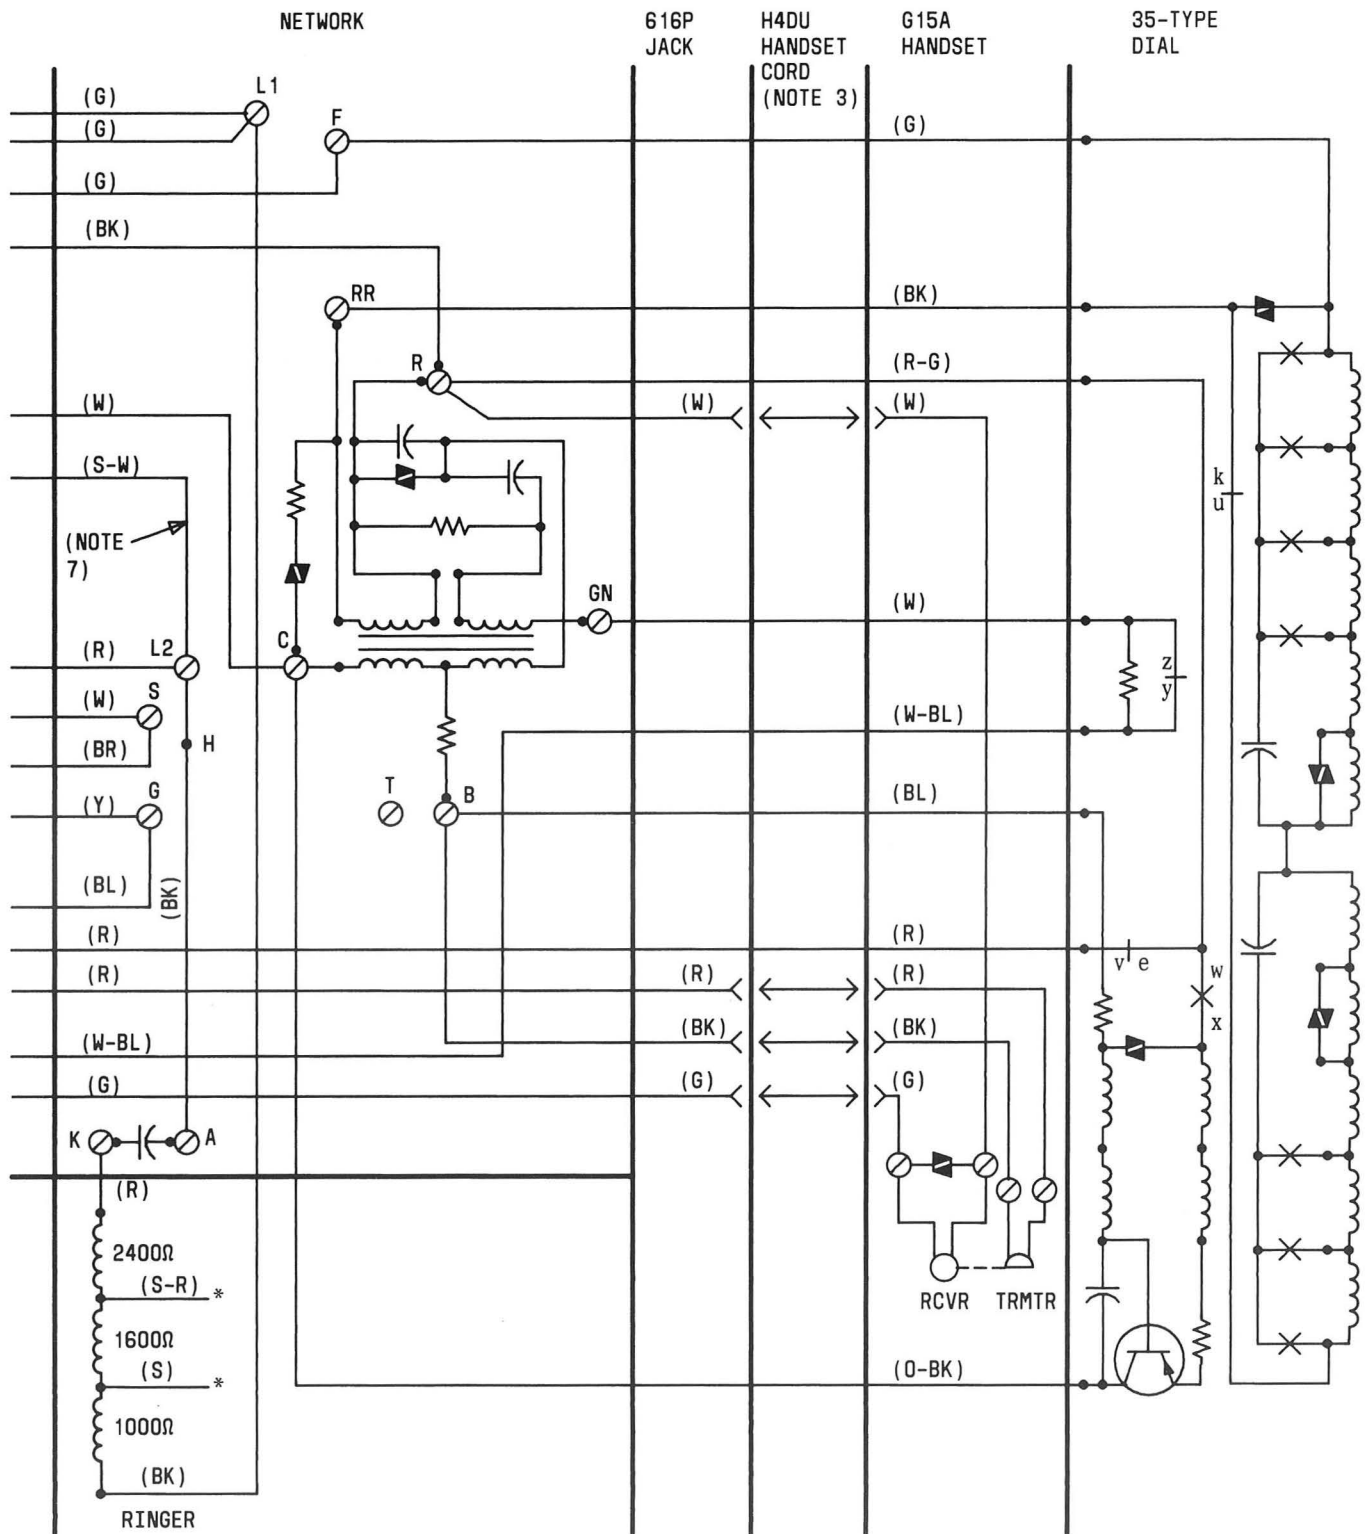 NETWORK
616P
JACK
H4DU
HANDSET
CORD
(NOTE 3)
G15A
HANDSET
35-TYPE
DIAL
L1
(G)
(G)
F
(G)
(G)
(BK)
RR
(BK)
R
(R-G)
(W)
(W)
(W)
(S-W)
k
u
(NOTE
7)
GN
(W)
C
L2
(R)
z
y
S
(W)
(W-BL)
H
(BR)
T
B
G
(Y)
(BL)
(BL)
(BK)
(R)
(R)
v
e
w
x
(R)
(R)
(R)
(BK)
(BK)
(W-BL)
(G)
(G)
(G)
K
A
(R)
2400Ω
(S-R)
*
RCVR
TRMTR
1600Ω
(S)
*
(O-BK)
1000Ω
(BK)
RINGER